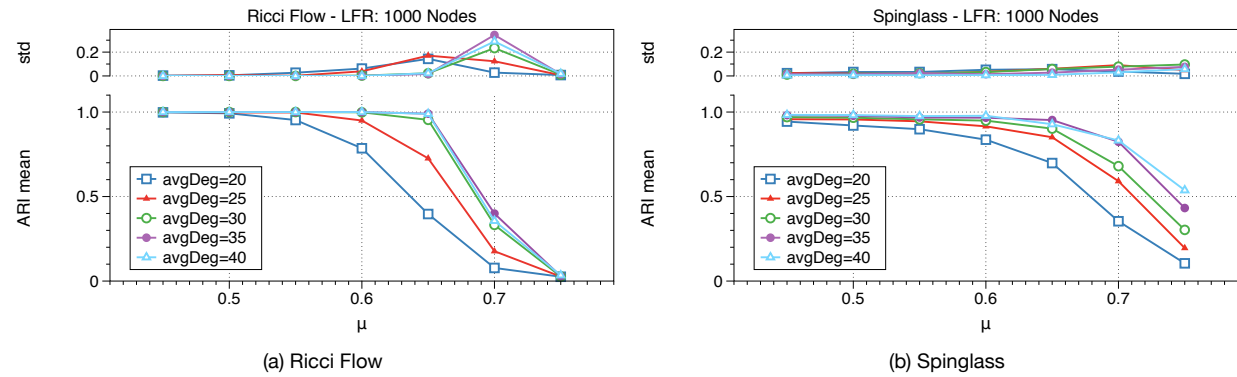 Ricci Flow - LFR: 1000 Nodes
std
0.2
0
ARI mean
1.0
0.5
0
avgDeg=20
avgDeg=25
avgDeg=30
avgDeg=35
avgDeg=40
0.5
0.6
0.7
μ
(a) Ricci Flow
Spinglass - LFR: 1000 Nodes
std
0.2
0
ARI mean
1.0
0.5
0
avgDeg=20
avgDeg=25
avgDeg=30
avgDeg=35
avgDeg=40
0.5
0.6
0.7
μ
(b) Spinglass